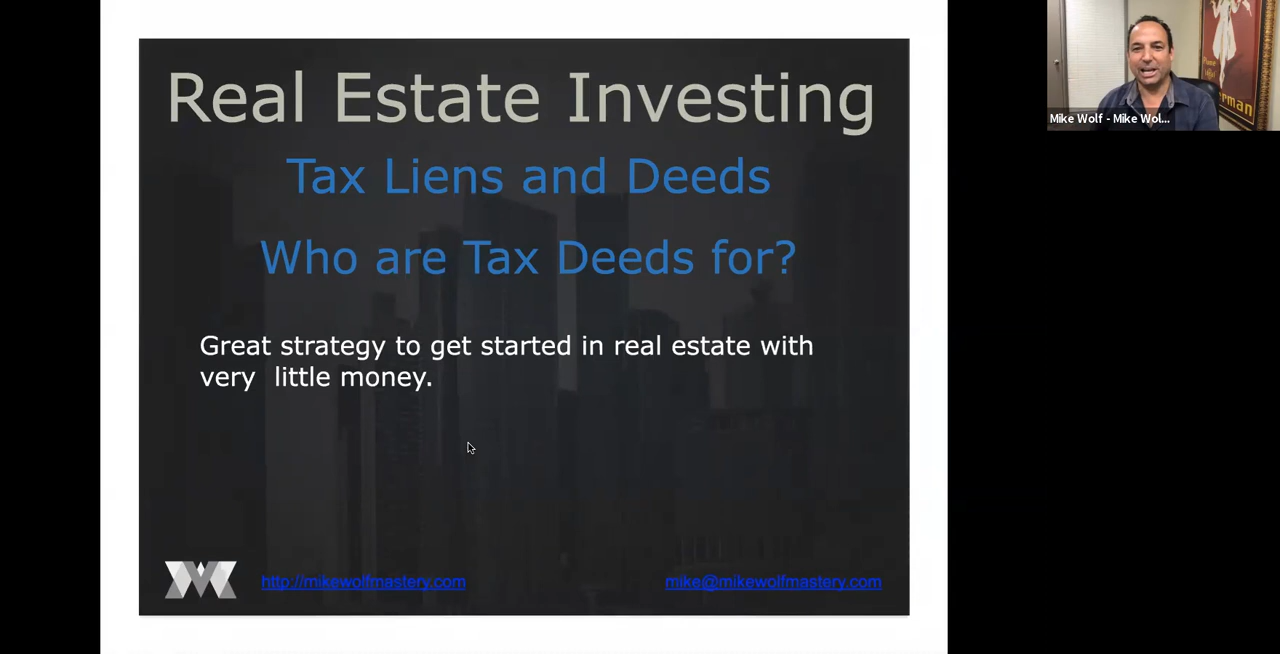 Real Estate Investing
Tax Liens and Deeds
Who are Tax Deeds for?
Great strategy to get started in real estate with
very  little money.
http://mikewolfmastery.com
mike@mikewolfmastery.com
Mike Wolf - Mike Wol...
erman